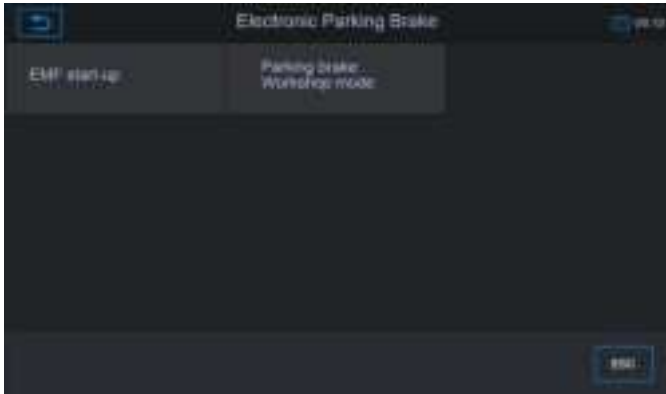 Electronic Parking Brake
EMF start-up
Parking brake:
Workshop mode
ESC